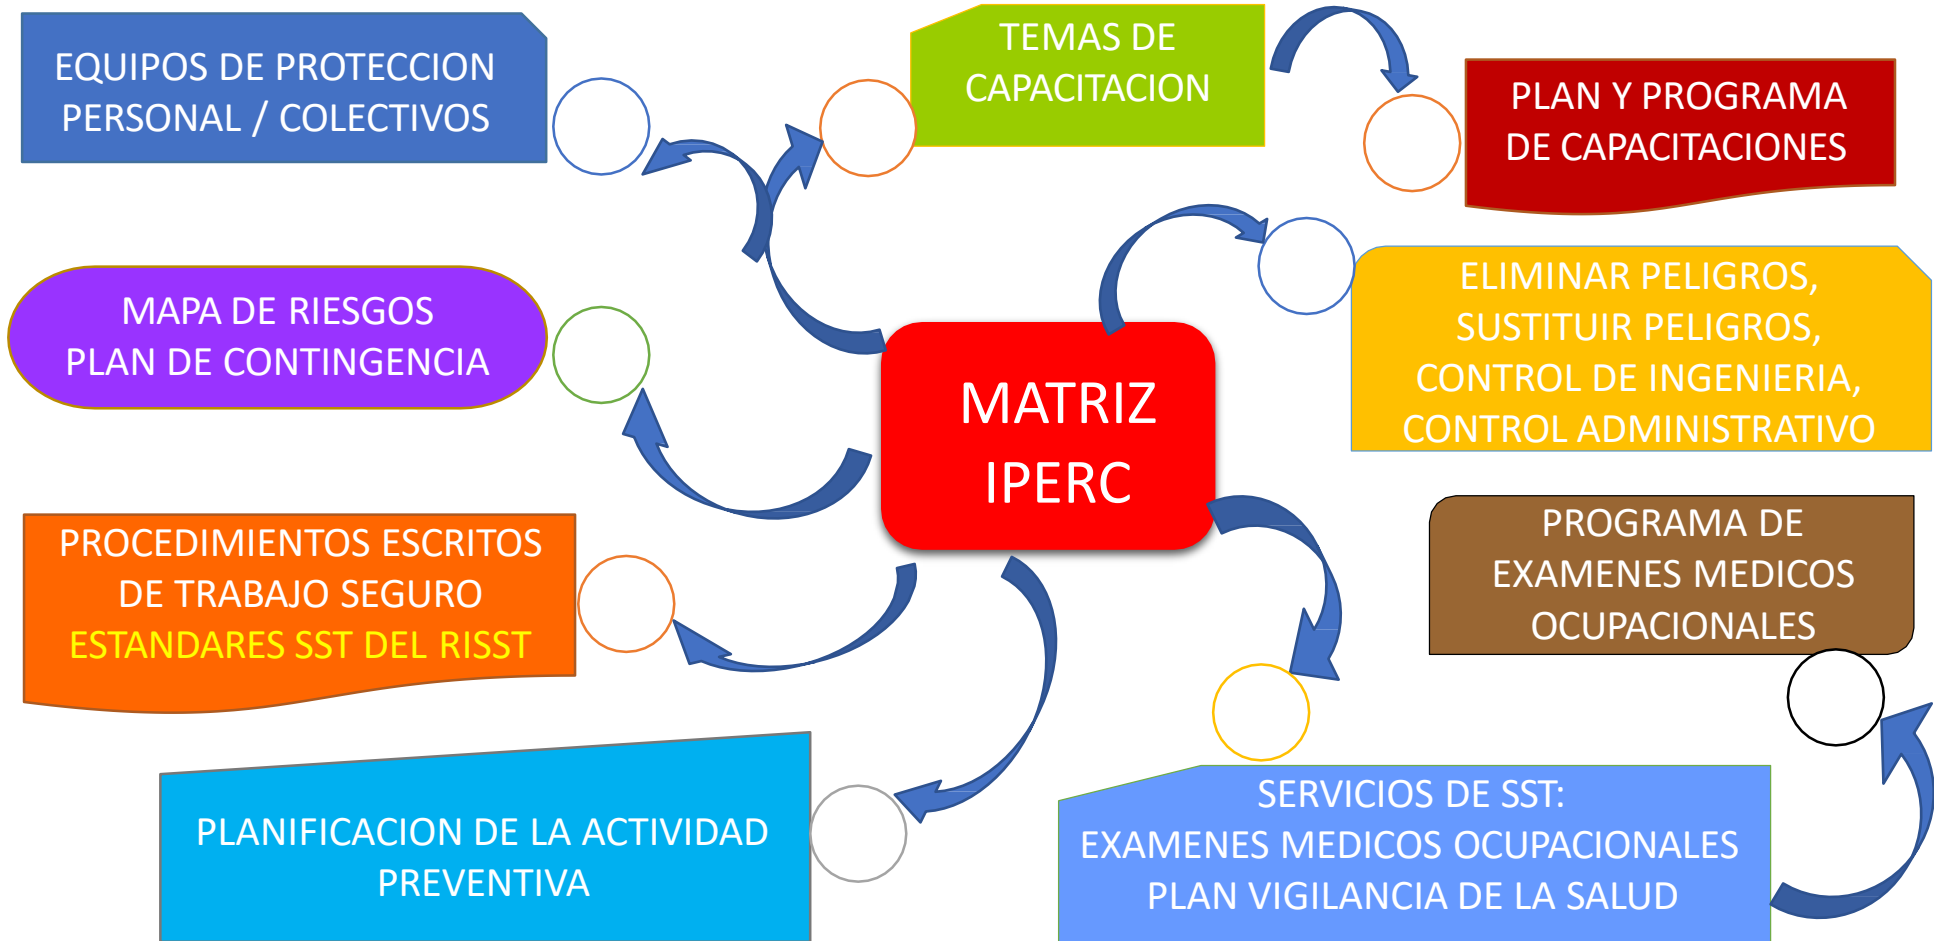 EQUIPOS DE PROTECCION
PERSONAL / COLECTIVOS
TEMAS DE
CAPACITACION
PLAN Y PROGRAMA
DE CAPACITACIONES
MAPA DE RIESGOS
PLAN DE CONTINGENCIA
MATRIZ
IPERC
ELIMINAR PELIGROS,
SUSTITUIR PELIGROS,
CONTROL DE INGENIERIA,
CONTROL ADMINISTRATIVO
PROCEDIMIENTOS ESCRITOS
DE TRABAJO SEGURO
ESTANDARES SST DEL RISST
PROGRAMA DE
EXAMENES MEDICOS
OCUPACIONALES
PLANIFICACION DE LA ACTIVIDAD
PREVENTIVA
SERVICIOS DE SST:
EXAMENES MEDICOS OCUPACIONALES
PLAN VIGILANCIA DE LA SALUD